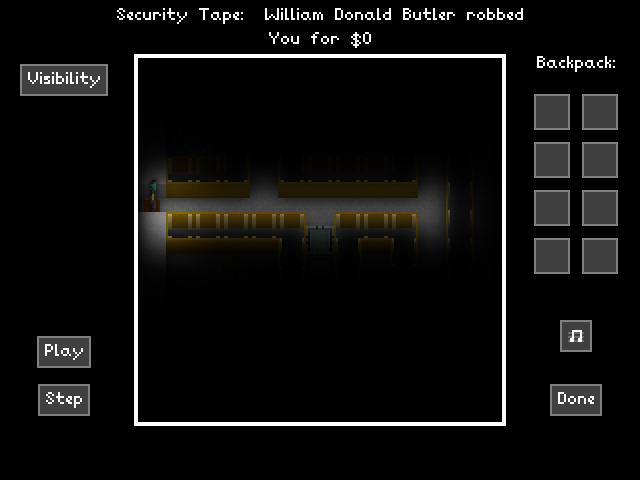 Security Tape: William Donald Butler robbed
You for $0
Visibility
Backpack:
Play
Step
Done